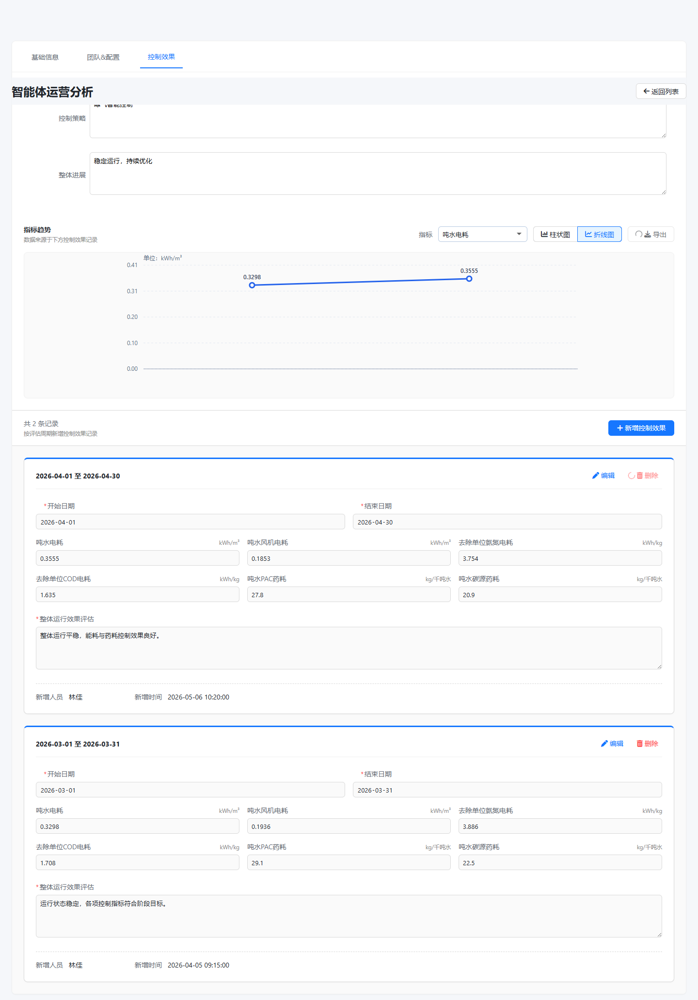 基础信息
团队&配置
控制效果
智能体运营分析
返回列表
控制策略
整体进展
稳定运行，持续优化
指标趋势
数据来源于下方控制效果记录
指标
吨水电耗
柱状图
折线图
导出
单位：kWh/m³
0.41
0.31
0.20
0.10
0.00
0.3298
0.3555
共 2 条记录
按评估周期新增控制效果记录
新增控制效果
2026-04-01 至 2026-04-30
编辑
删除
*开始日期
*结束日期
2026-04-01
2026-04-30
吨水电耗 kWh/m³
吨水风机电耗 kWh/m³
去除单位氨氮电耗 kWh/kg
0.3555
0.1853
3.754
去除单位COD电耗 kWh/kg
吨水PAC药耗 kg/千吨水
吨水碳源药耗 kg/千吨水
1.635
27.8
20.9
*整体运行效果评估
整体运行平稳，能耗与药耗控制效果良好。
新增人员 林佳
新增时间 2026-05-06 10:20:00
2026-03-01 至 2026-03-31
编辑
删除
*开始日期
*结束日期
2026-03-01
2026-03-31
吨水电耗 kWh/m³
吨水风机电耗 kWh/m³
去除单位氨氮电耗 kWh/kg
0.3298
0.1936
3.886
去除单位COD电耗 kWh/kg
吨水PAC药耗 kg/千吨水
吨水碳源药耗 kg/千吨水
1.708
29.1
22.5
*整体运行效果评估
运行状态稳定，各项控制指标符合阶段目标。
新增人员 林佳
新增时间 2026-04-05 09:15:00